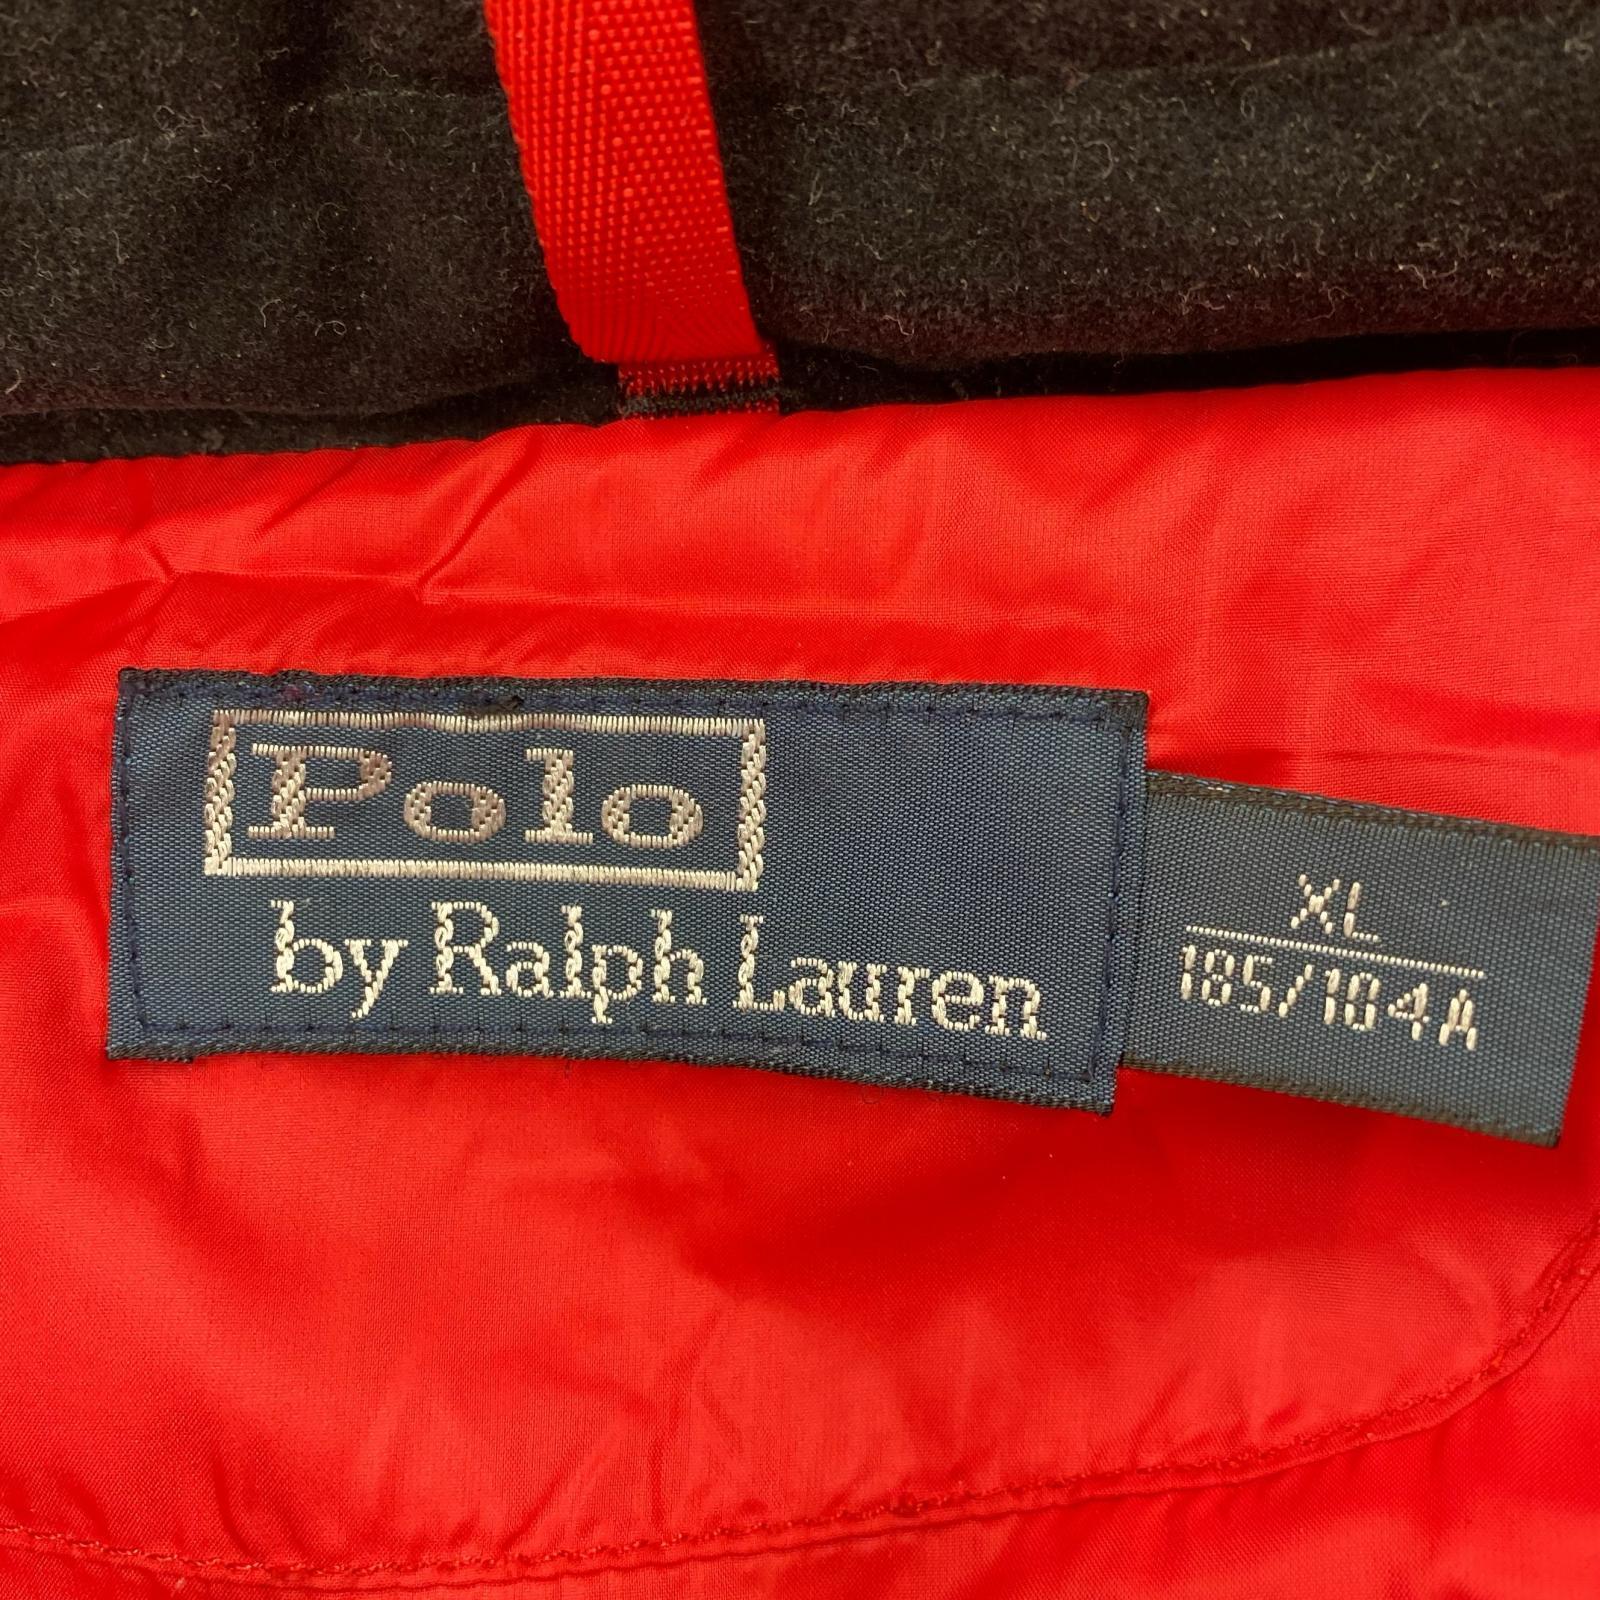 Polo
by Ralph Lauren
XL
185/104A